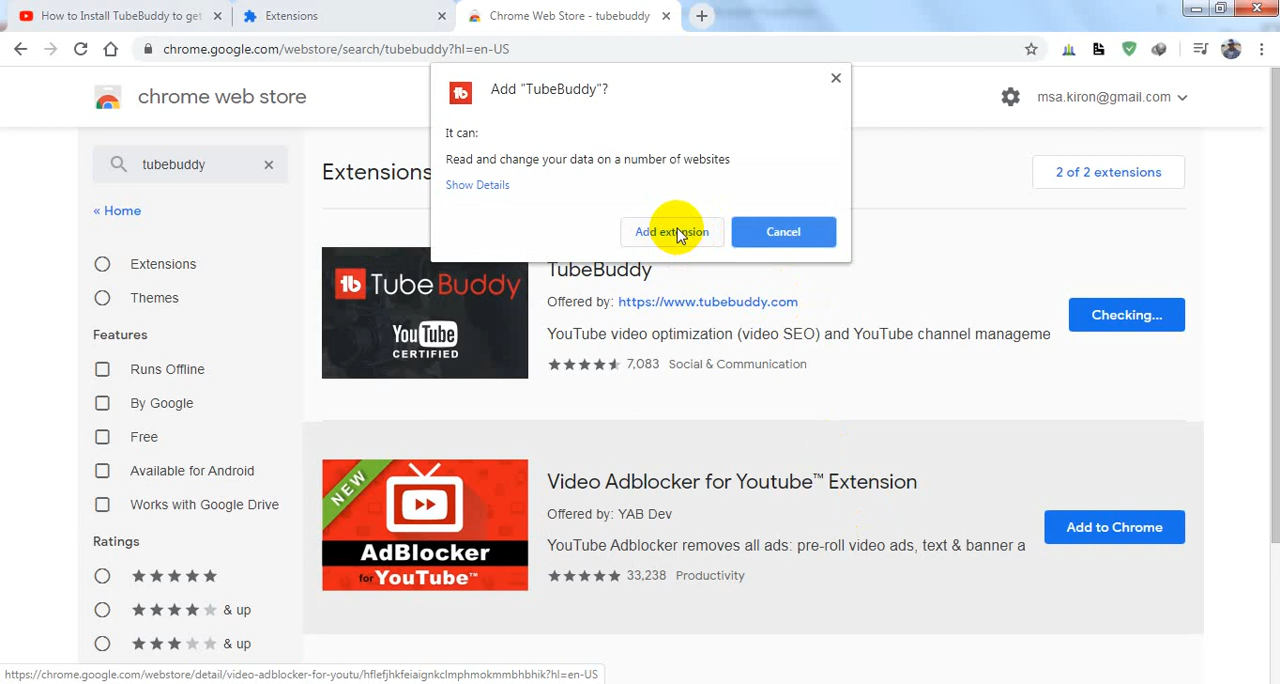 How to Install TubeBuddy to get
Extensions
Chrome Web Store - tubebuddy
chrome.google.com/webstore/search/tubebuddy?hl=en-US
chrome web store
msa.kiron@gmail.com
Add "TubeBuddy"?
It can:
Read and change your data on a number of websites
Show Details
Add extension
Cancel
tubebuddy
« Home
Extensions
Themes
Features
Runs Offline
By Google
Free
Available for Android
Works with Google Drive
Ratings
& up
& up
Extensions
2 of 2 extensions
tb TubeBuddy
YouTube
CERTIFIED
TubeBuddy
Offered by: https://www.tubebuddy.com
YouTube video optimization (video SEO) and YouTube channel manageme
7,083 Social & Communication
Checking...
NEW
AdBlocker
for YouTube™
Video Adblocker for Youtube™ Extension
Offered by: YAB Dev
YouTube Adblocker removes all ads: pre-roll video ads, text & banner a
33,238 Productivity
Add to Chrome
https://chrome.google.com/webstore/detail/video-adblocker-for-youtu/hflefjhkfeiaignkclmphmokmmbhbhik?hl=en-US